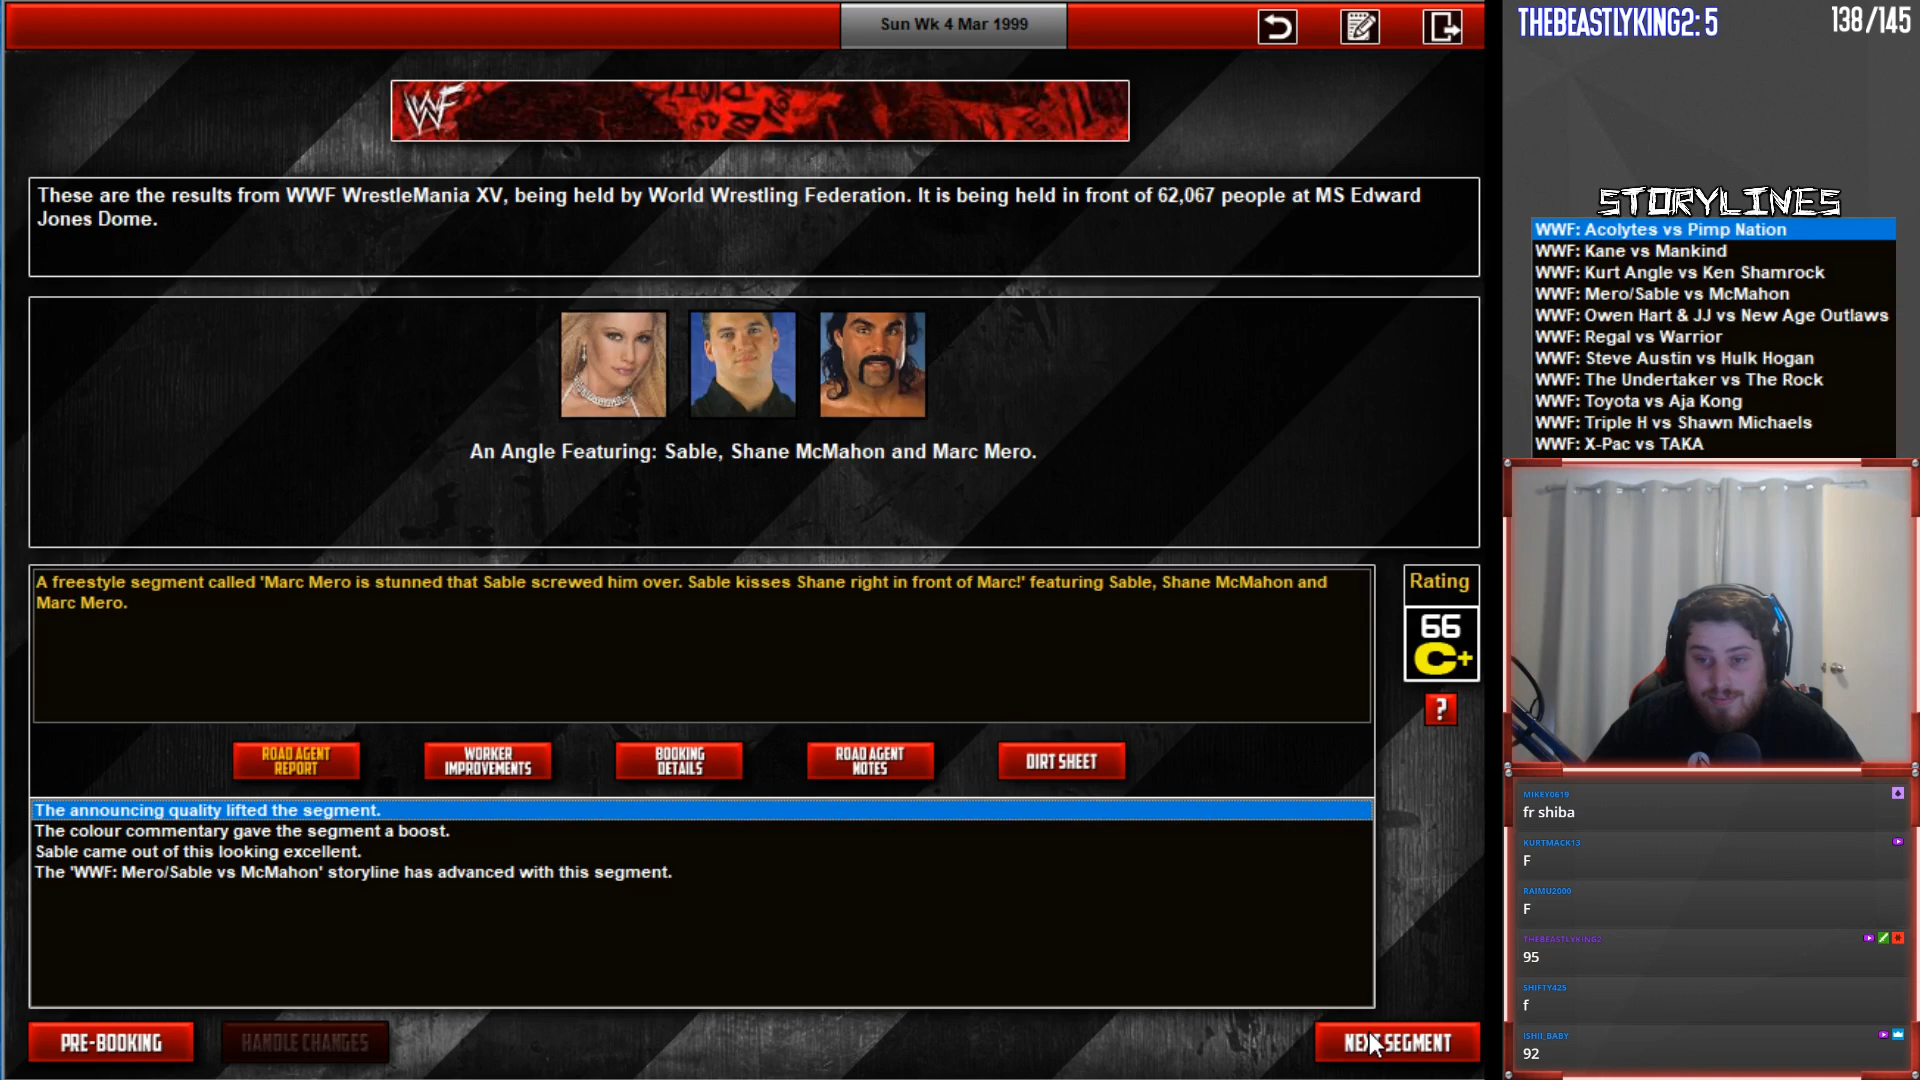 Sun Wk 4 Mar 1999
THEBEASTLYKING2: 5
138/145
WWF
These are the results from WWF WrestleMania XV, being held by World Wrestling Federation. It is being held in front of 62,067 people at MS Edward
Jones Dome.
An Angle Featuring: Sable, Shane McMahon and Marc Mero.
A freestyle segment called 'Marc Mero is stunned that Sable screwed him over. Sable kisses Shane right in front of Marc!' featuring Sable, Shane McMahon and
Marc Mero.
Rating
66
C+
?
ROAD AGENT
REPORT
WORKER
IMPROVEMENTS
BOOKING
DETAILS
ROAD AGENT
NOTES
DIRT SHEET
The announcing quality lifted the segment.
The colour commentary gave the segment a boost.
Sable came out of this looking excellent.
The 'WWF: Mero/Sable vs McMahon' storyline has advanced with this segment.
PRE-BOOKING
HANDLE CHANGES
NEXT SEGMENT
STORYLINES
WWF: Acolytes vs Pimp Nation
WWF: Kane vs Mankind
WWF: Kurt Angle vs Ken Shamrock
WWF: Mero/Sable vs McMahon
WWF: Owen Hart & JJ vs New Age Outlaws
WWF: Regal vs Warrior
WWF: Steve Austin vs Hulk Hogan
WWF: The Undertaker vs The Rock
WWF: Toyota vs Aja Kong
WWF: Triple H vs Shawn Michaels
WWF: X-Pac vs TAKA
MIKEY0619
fr shiba
KURTMACK13
F
RAIMU2000
F
THEBEASTLYKING2
95
SHIFTY425
f
ISHII_BABY
92